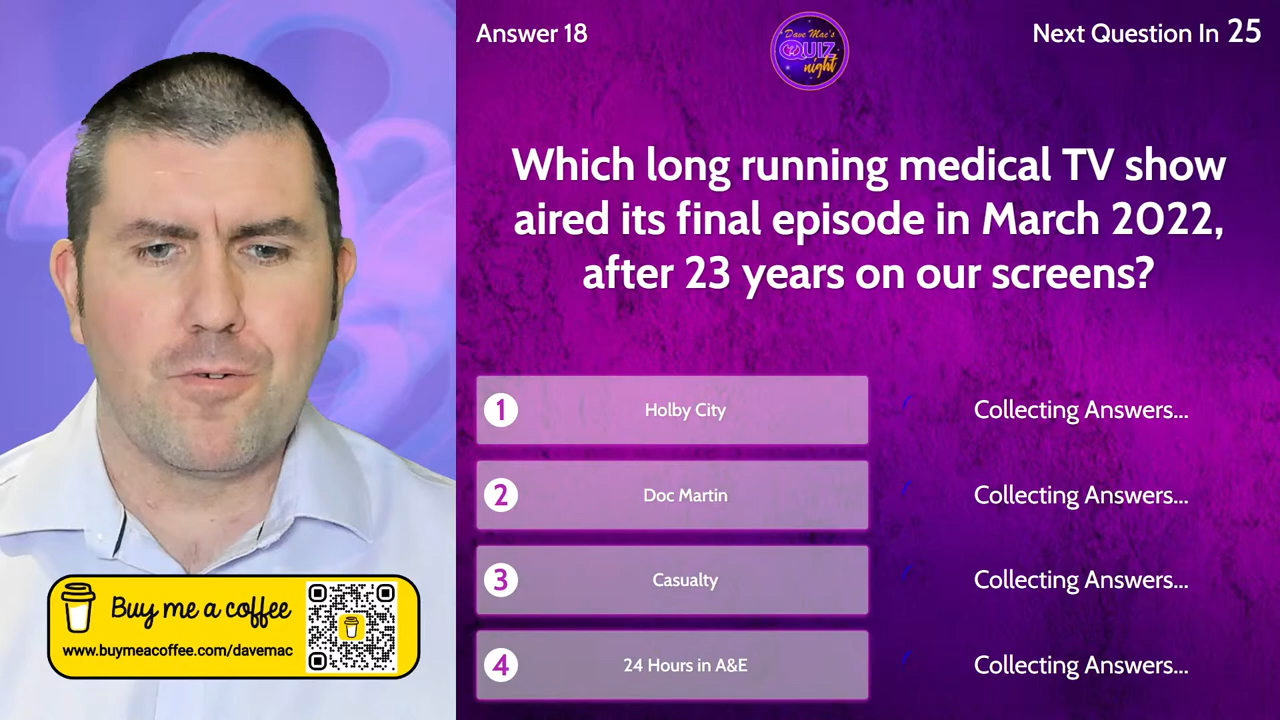 Answer 18
Dave Mac's
QUIZ
night
Next Question In 25
Which long running medical TV show
aired its final episode in March 2022,
after 23 years on our screens?
1 Holby City Collecting Answers...
2 Doc Martin Collecting Answers...
3 Casualty Collecting Answers...
4 24 Hours in A&E Collecting Answers...
Buy me a coffee
www.buymeacoffee.com/davemac